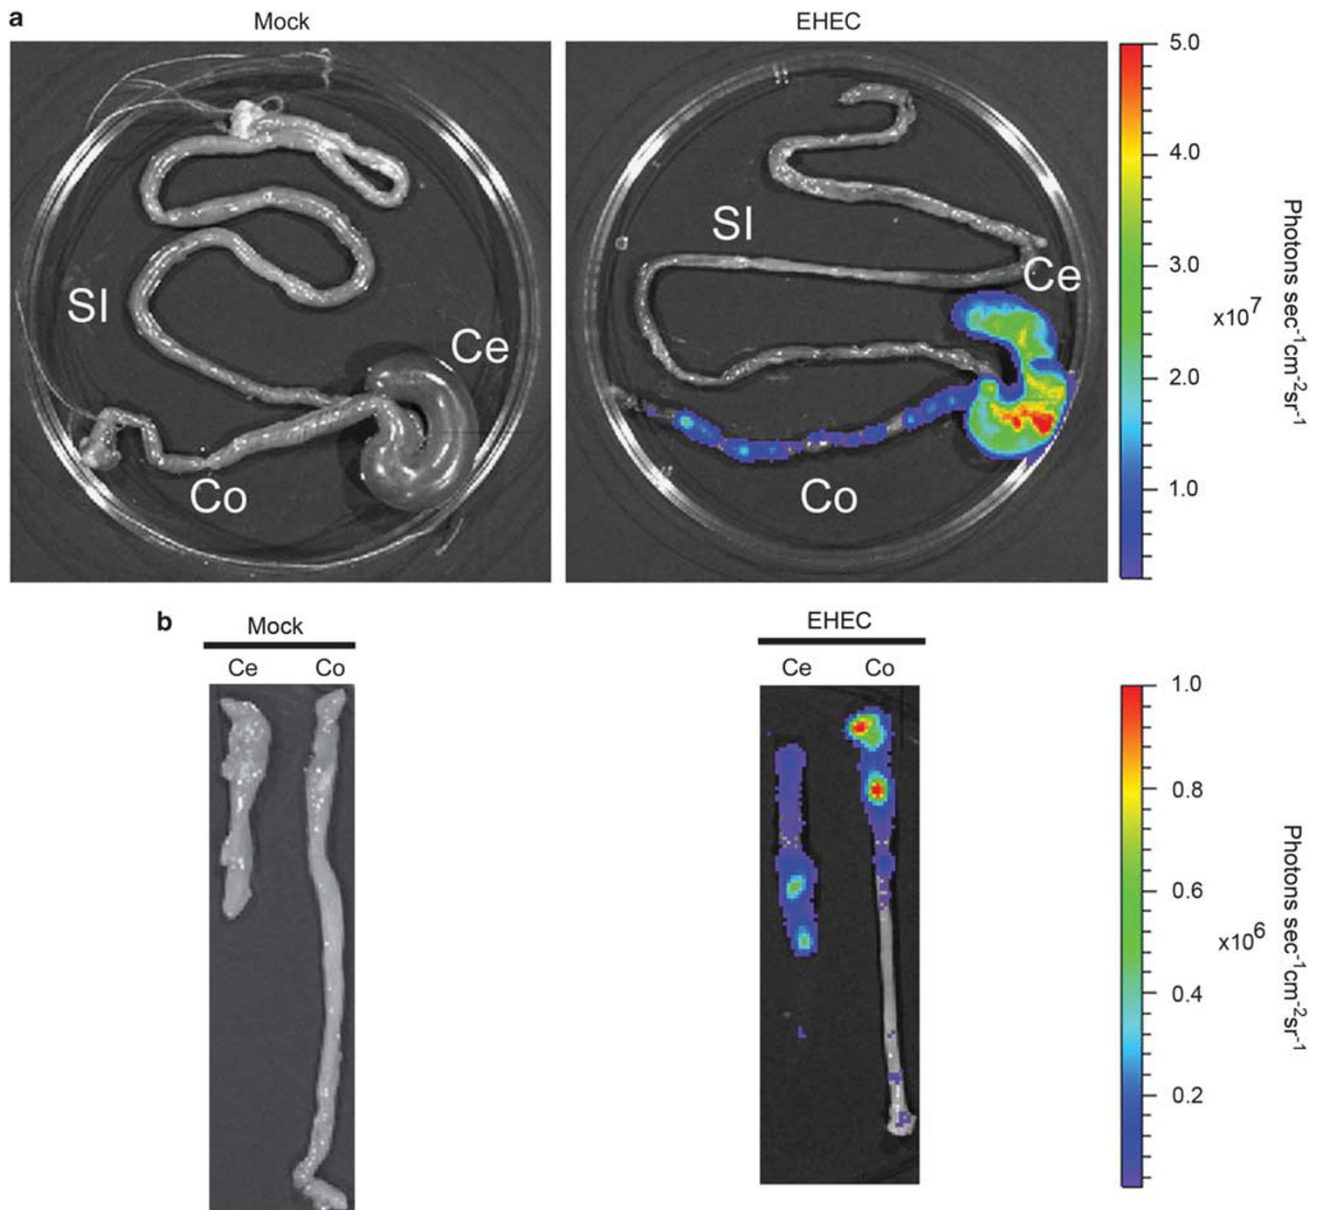 a
Mock
EHEC
SI
Ce
Co
SI
Ce
Co
5.0
4.0
3.0
x10⁷
2.0
1.0
Photons sec⁻¹cm⁻²sr⁻¹
b
Mock
Ce Co
EHEC
Ce Co
1.0
0.8
0.6
x10⁶
0.4
0.2
Photons sec⁻¹cm⁻²sr⁻¹